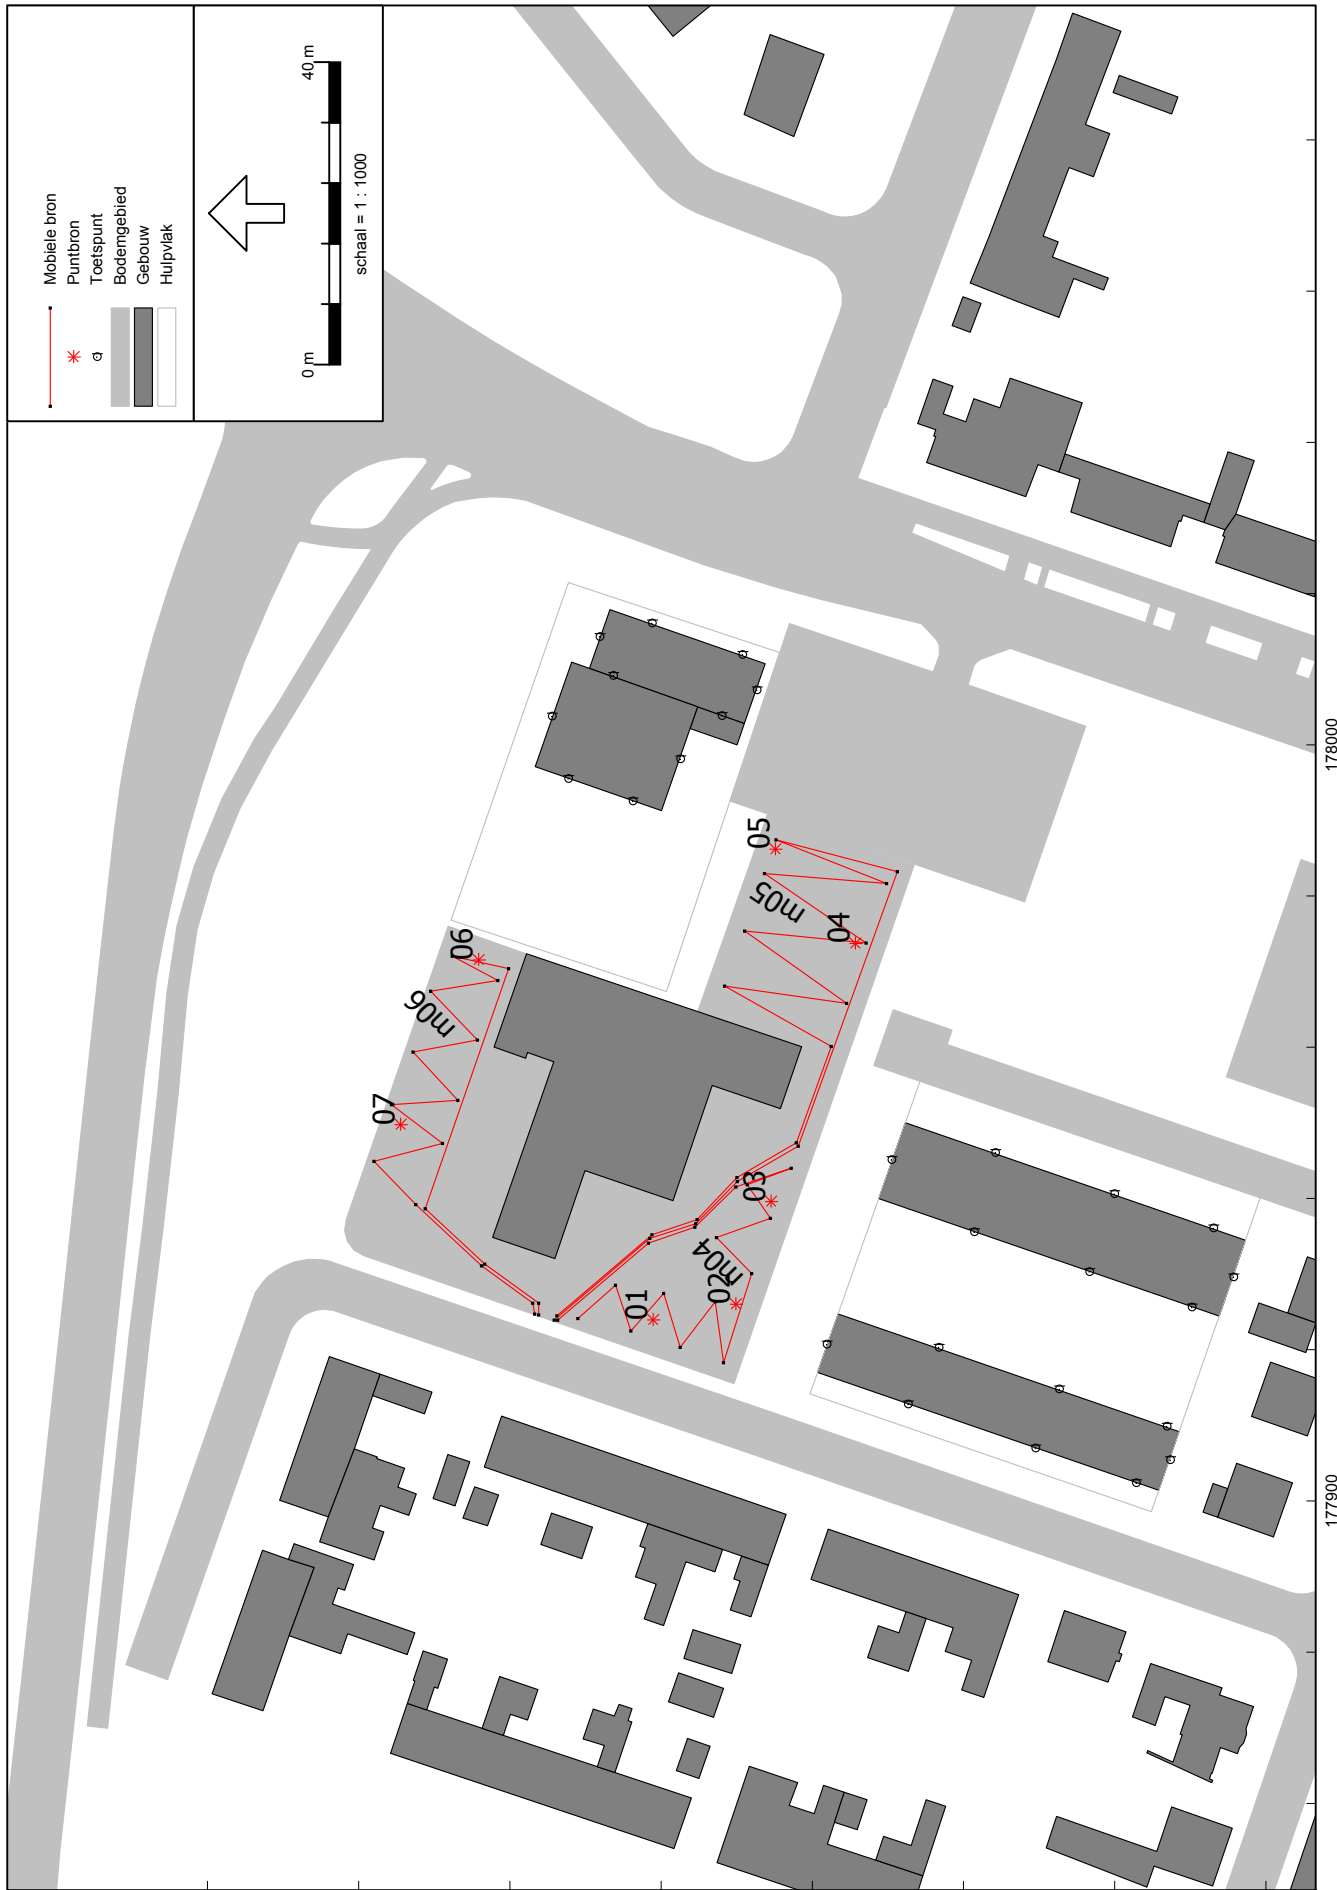 Mobiele bron
Puntbron
Toetspunt
Bodemgebied
Gebouw
Hulpvlak
0 m
40 m
schaal = 1 : 1000
05
m05
04
06
m06
07
03
m04
02
01
178000
177900